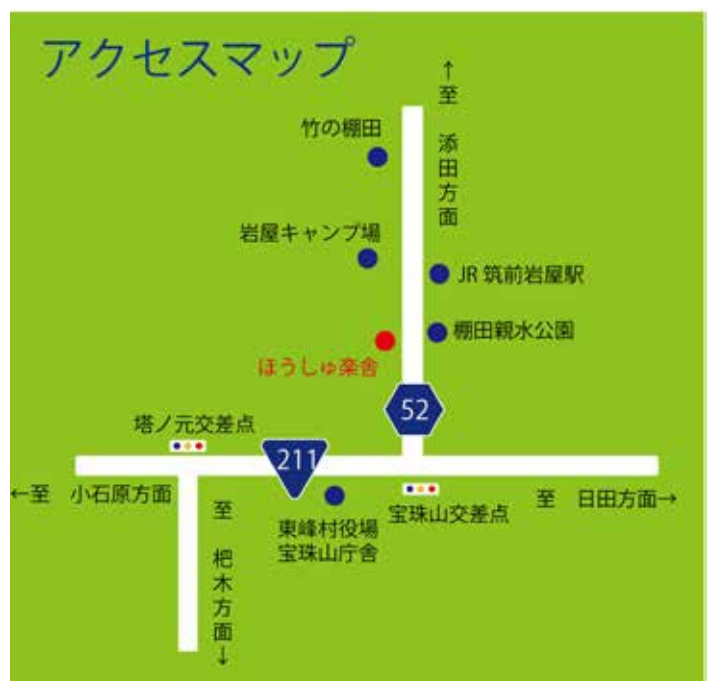 アクセスマップ
↑至 添田方面
竹の棚田
岩屋キャンプ場
JR 筑前岩屋駅
棚田親水公園
ほうしゅ楽舎
52
塔ノ元交差点
211
←至 小石原方面
至 杷木方面↓
東峰村役場
宝珠山庁舎
宝珠山交差点
至 日田方面→